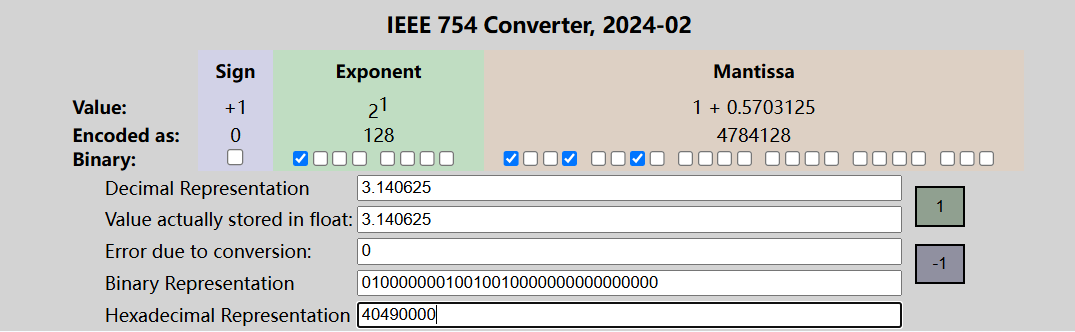 IEEE 754 Converter, 2024-02
Sign Exponent Mantissa
Value: +1 2^1 1 + 0.5703125
Encoded as: 0 128 4784128
Binary:
Decimal Representation 3.140625
Value actually stored in float: 3.140625 1
Error due to conversion: 0 -1
Binary Representation 01000000010010010000000000000000
Hexadecimal Representation 40490000